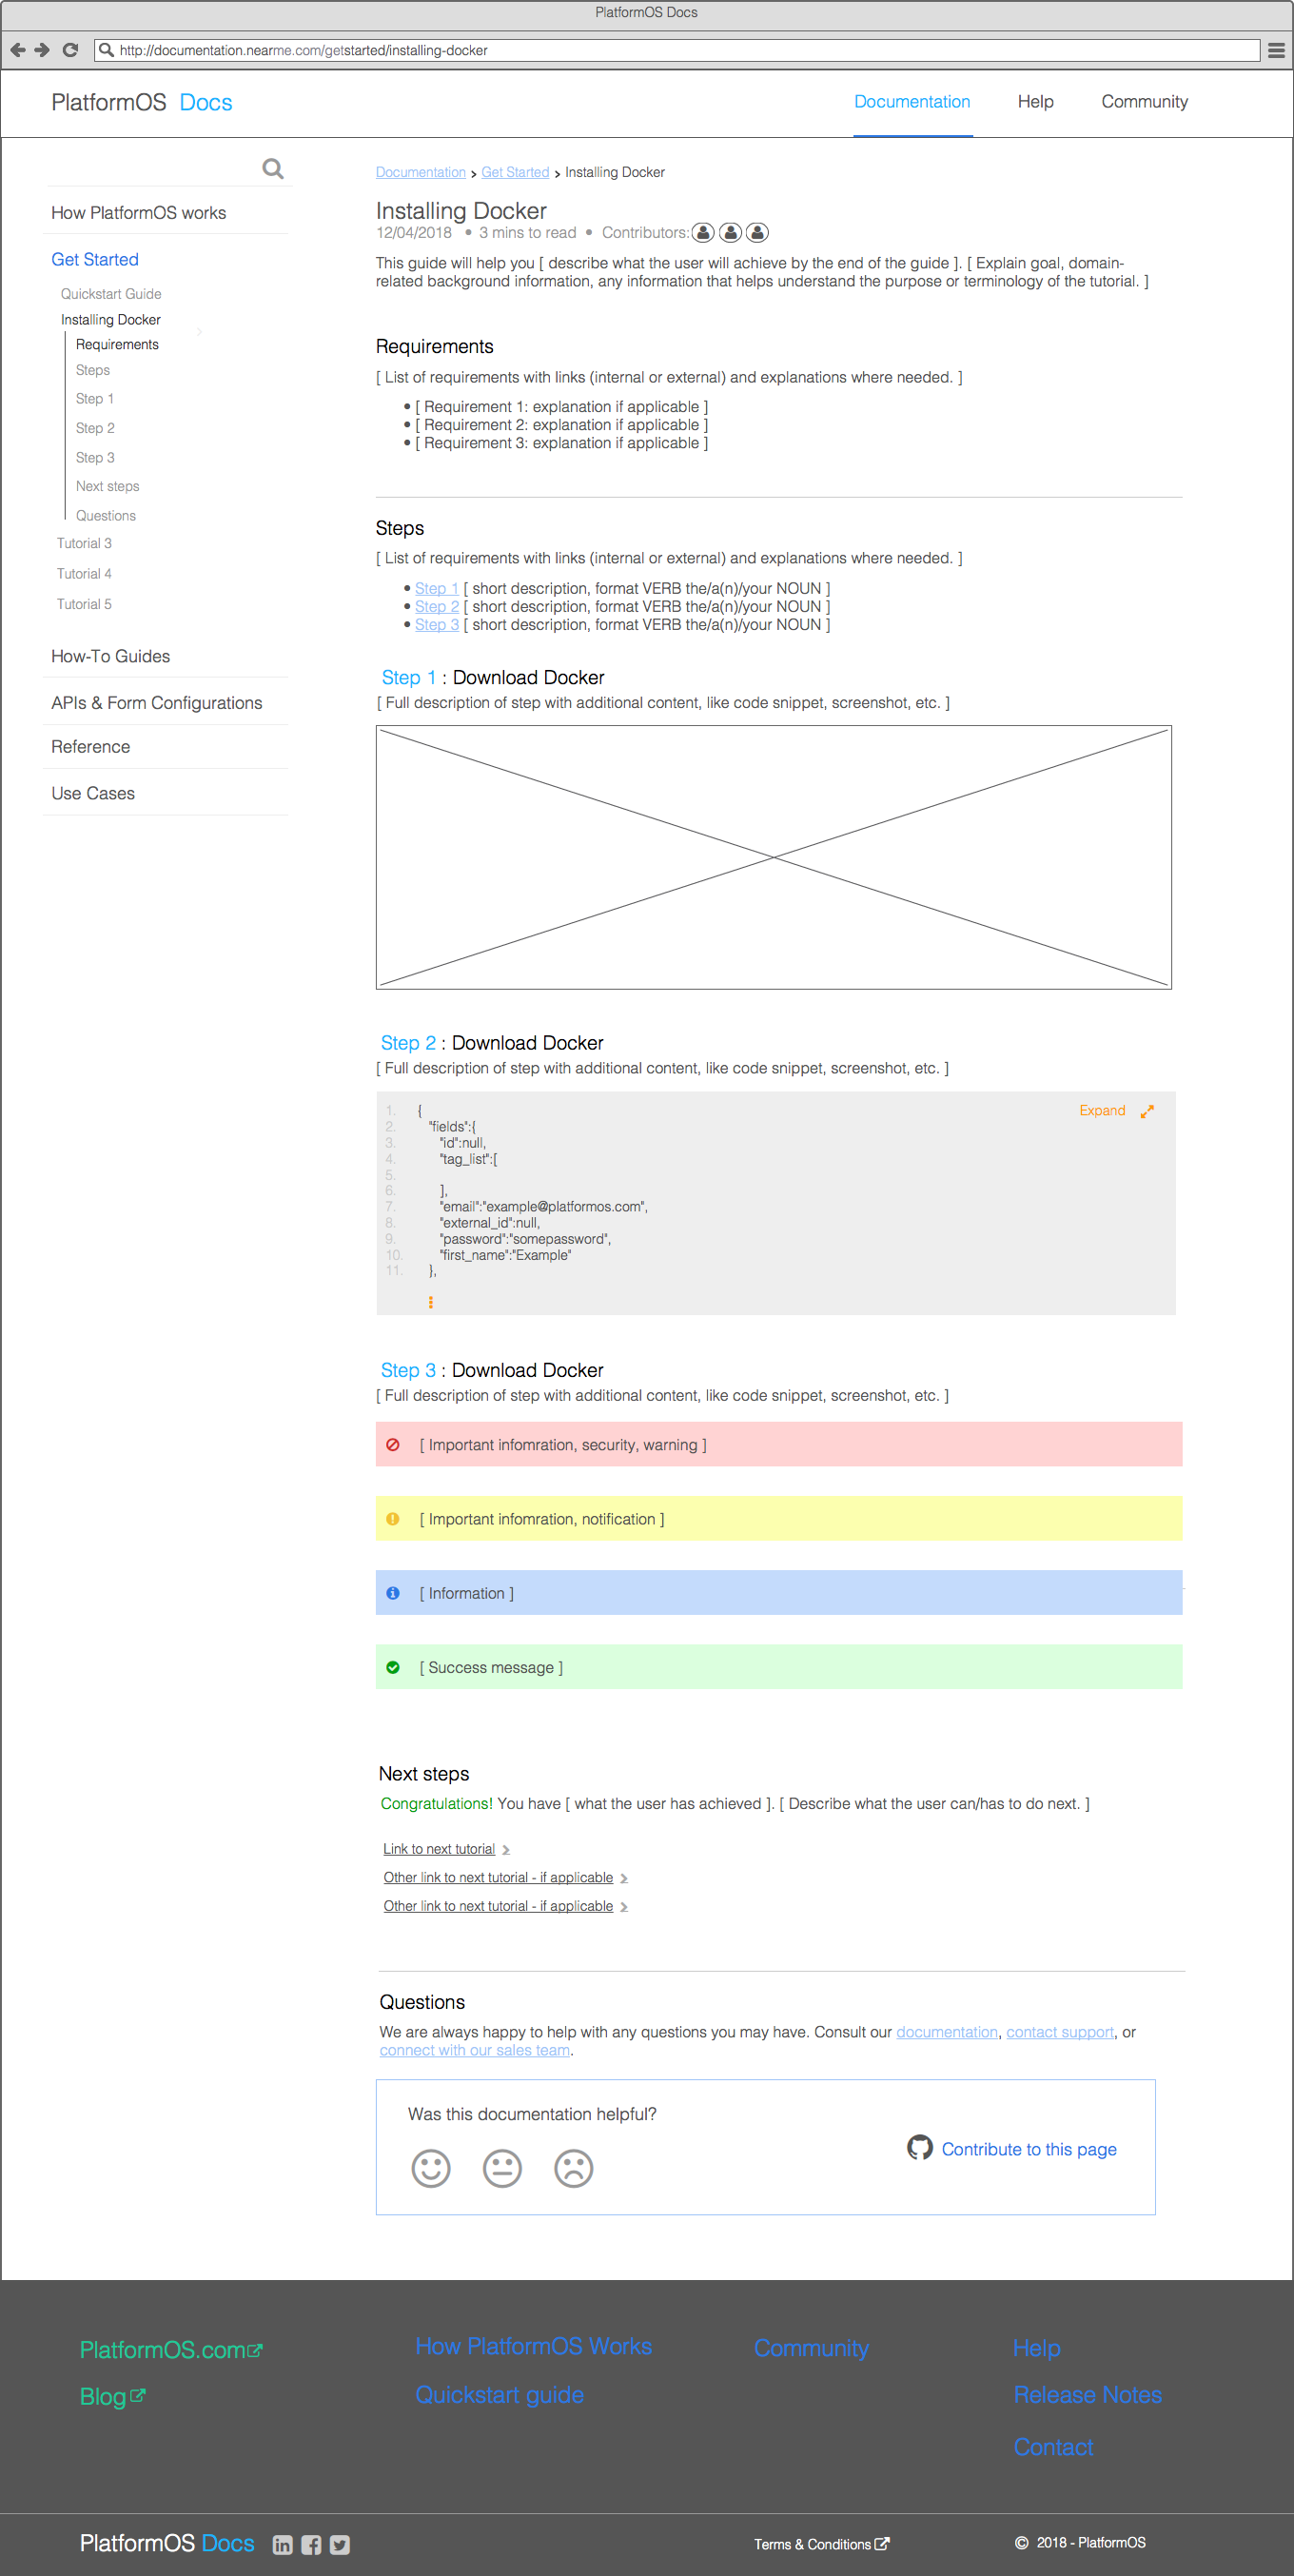 PlatformOS Docs
http://documentation.nearme.com/getstarted/installing-docker
PlatformOS Docs
Documentation
Help
Community
How PlatformOS works
Get Started
Quickstart Guide
Installing Docker
Requirements
Steps
Step 1
Step 2
Step 3
Next steps
Questions
Tutorial 3
Tutorial 4
Tutorial 5
How-To Guides
APIs & Form Configurations
Reference
Use Cases
Documentation > Get Started > Installing Docker
Installing Docker
12/04/2018 • 3 mins to read • Contributors:
This guide will help you [ describe what the user will achieve by the end of the guide ]. [ Explain goal, domain-
related background information, any information that helps understand the purpose or terminology of the tutorial. ]
Requirements
[ List of requirements with links (internal or external) and explanations where needed. ]
• [ Requirement 1: explanation if applicable ]
• [ Requirement 2: explanation if applicable ]
• [ Requirement 3: explanation if applicable ]
Steps
[ List of requirements with links (internal or external) and explanations where needed. ]
• Step 1 [ short description, format VERB the/a(n)/your NOUN ]
• Step 2 [ short description, format VERB the/a(n)/your NOUN ]
• Step 3 [ short description, format VERB the/a(n)/your NOUN ]
Step 1 : Download Docker
[ Full description of step with additional content, like code snippet, screenshot, etc. ]
Step 2 : Download Docker
[ Full description of step with additional content, like code snippet, screenshot, etc. ]
Expand
1. {
2. "fields":{
3. "id":null,
4. "tag_list":[
5.
6. ],
7. "email":"example@platformos.com",
8. "external_id":null,
9. "password":"somepassword",
10. "first_name":"Example"
11. },
Step 3 : Download Docker
[ Full description of step with additional content, like code snippet, screenshot, etc. ]
[ Important infomration, security, warning ]
[ Important infomration, notification ]
[ Information ]
[ Success message ]
Next steps
Congratulations! You have [ what the user has achieved ]. [ Describe what the user can/has to do next. ]
Link to next tutorial
Other link to next tutorial - if applicable
Other link to next tutorial - if applicable
Questions
We are always happy to help with any questions you may have. Consult our documentation, contact support, or
connect with our sales team.
Was this documentation helpful?
Contribute to this page
PlatformOS.com
Blog
How PlatformOS Works
Quickstart guide
Community
Help
Release Notes
Contact
PlatformOS Docs
Terms & Conditions
© 2018 - PlatformOS